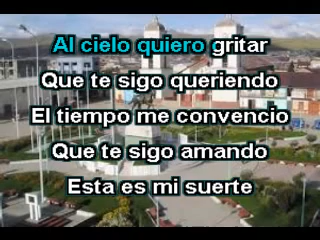 Al cielo quiero gritar
Que te sigo queriendo
El tiempo me convencio
Que te sigo amando
Esta es mi suerte